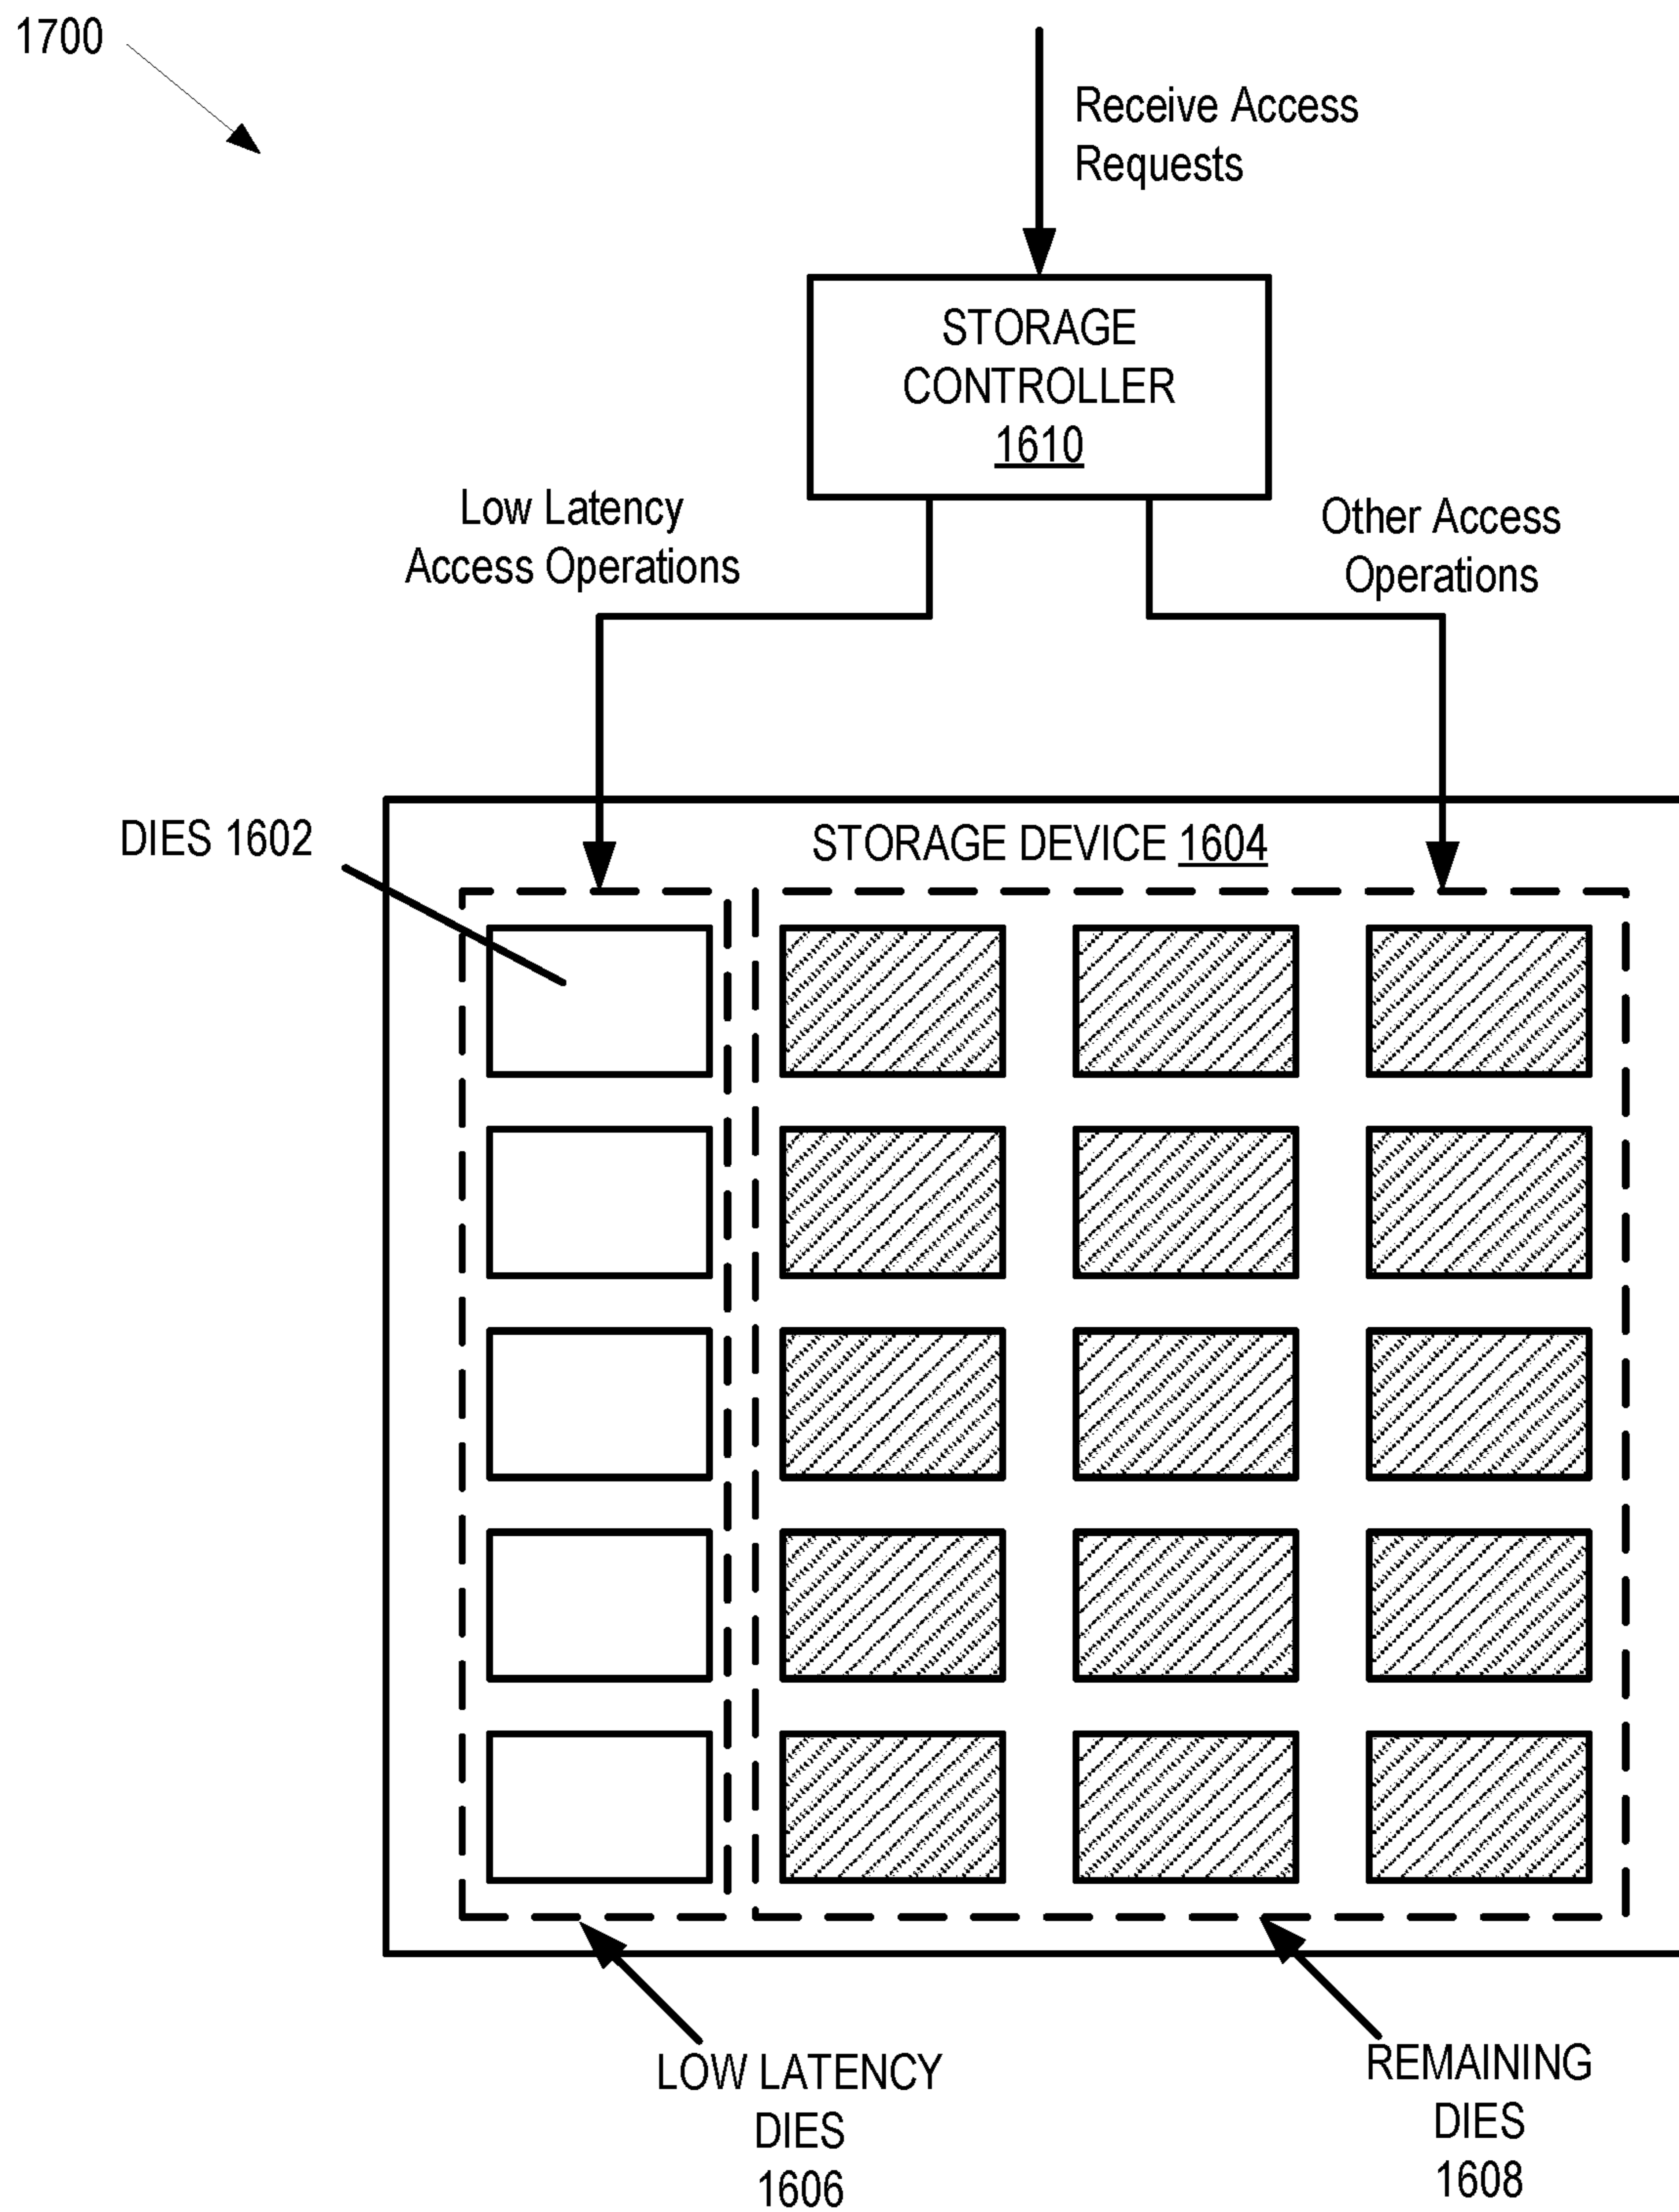 1700
Receive Access
Requests
STORAGE
CONTROLLER
1610
Low Latency
Access Operations
Other Access
Operations
DIES 1602
STORAGE DEVICE 1604
LOW LATENCY
DIES
1606
REMAINING
DIES
1608